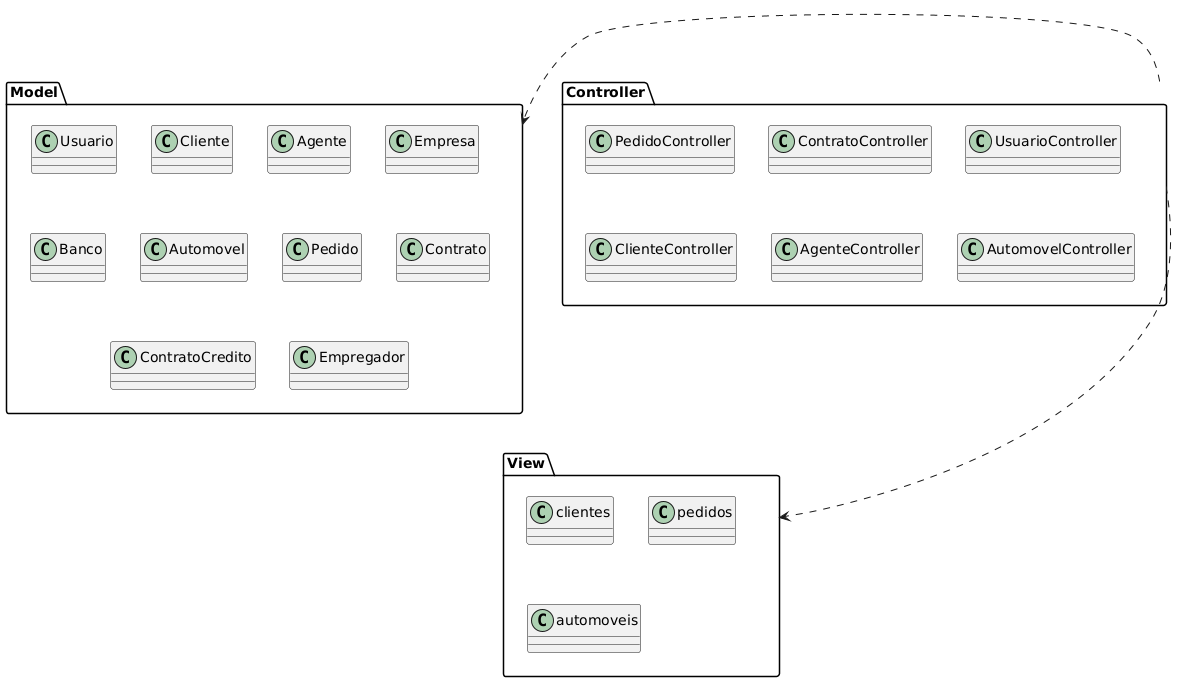 Model
C Usuario
C Cliente
C Agente
C Empresa
C Banco
C Automovel
C Pedido
C Contrato
C ContratoCredito
C Empregador
Controller
C PedidoController
C ContratoController
C UsuarioController
C ClienteController
C AgenteController
C AutomovelController
View
C clientes
C pedidos
C automoveis